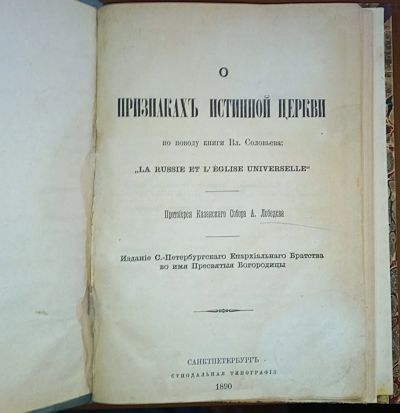 О
ПРИЗНАКАХЪ ИСТИННОЙ ЦЕРКВИ
по поводу книги Вл. Соловьева:
„LA RUSSIE ET L'ÉGLISE UNIVERSELLE“
Протоіерея Казанскаго Собора А. Лебедева
Изданіе С.-Петербургскаго Епархіальнаго Братства
во имя Пресвятыя Богородицы
САНКТПЕТЕРБУРГЪ
СѴНОДАЛЬНАЯ ТИПОГРАФІЯ
1890